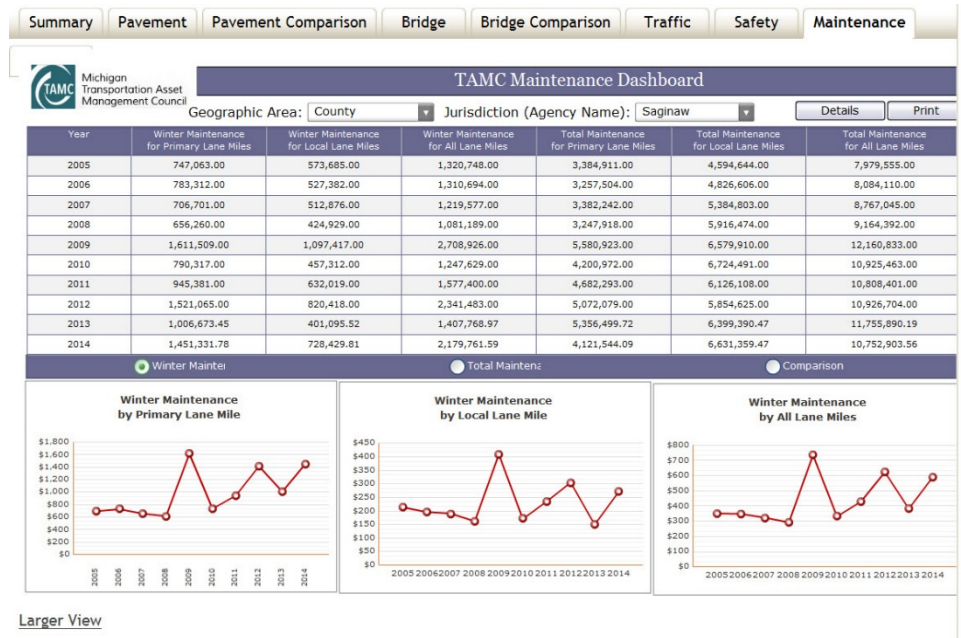 Summary Pavement Pavement Comparison Bridge Bridge Comparison Traffic Safety Maintenance
TAMC
Michigan
Transportation Asset
Management Council
TAMC Maintenance Dashboard
Geographic Area: County Jurisdiction (Agency Name): Saginaw Details Print
Year Winter Maintenance Winter Maintenance Winter Maintenance Total Maintenance Total Maintenance Total Maintenance
for Primary Lane Miles for Local Lane Miles for All Lane Miles for Primary Lane Miles for Local Lane Miles for All Lane Miles
2005 747,063.00 573,685.00 1,320,748.00 3,384,911.00 4,594,644.00 7,979,555.00
2006 783,312.00 527,382.00 1,310,694.00 3,257,504.00 4,826,606.00 8,084,110.00
2007 706,701.00 512,876.00 1,219,577.00 3,382,242.00 5,384,803.00 8,767,045.00
2008 656,260.00 424,929.00 1,081,189.00 3,247,918.00 5,916,474.00 9,164,392.00
2009 1,611,509.00 1,097,417.00 2,708,926.00 5,580,923.00 6,579,910.00 12,160,833.00
2010 790,317.00 457,312.00 1,247,629.00 4,200,972.00 6,724,491.00 10,925,463.00
2011 945,381.00 632,019.00 1,577,400.00 4,682,293.00 6,126,108.00 10,808,401.00
2012 1,521,065.00 820,418.00 2,341,483.00 5,072,079.00 5,854,625.00 10,926,704.00
2013 1,006,673.45 401,095.52 1,407,768.97 5,356,499.72 6,399,390.47 11,755,890.19
2014 1,451,331.78 728,429.81 2,179,761.59 4,121,544.09 6,631,359.47 10,752,903.56
Winter Mainter Total Maintena Comparison
Winter Maintenance
by Primary Lane Mile
$1,800
$1,600
$1,400
$1,200
$1,000
$800
$600
$400
$200
$0
2005 2006 2007 2008 2009 2010 2011 2012 2013 2014
Winter Maintenance
by Local Lane Mile
$450
$400
$350
$300
$250
$200
$150
$100
$50
$0
2005 2006 2007 2008 2009 2010 2011 2012 2013 2014
Winter Maintenance
by All Lane Miles
$800
$700
$600
$500
$400
$300
$200
$100
$0
2005 2006 2007 2008 2009 2010 2011 2012 2013 2014
Larger View